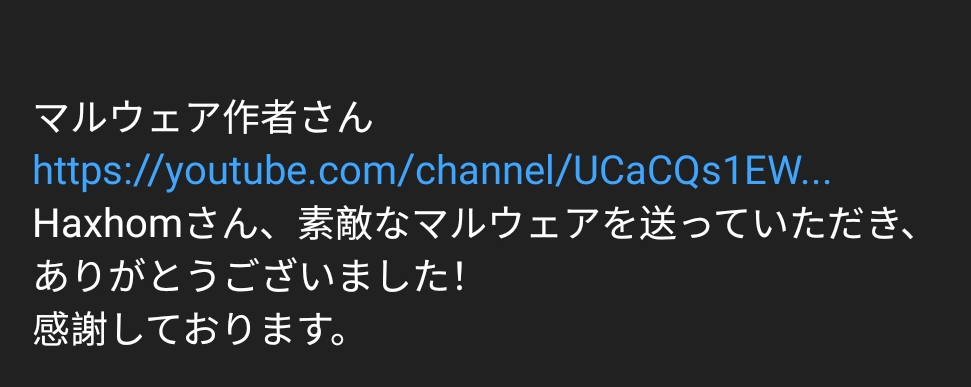 マルウェア作者さん
https://youtube.com/channel/UCaCQs1EW...
Haxhomさん、素敵なマルウェアを送っていただき、
ありがとうございました!
感謝しております。